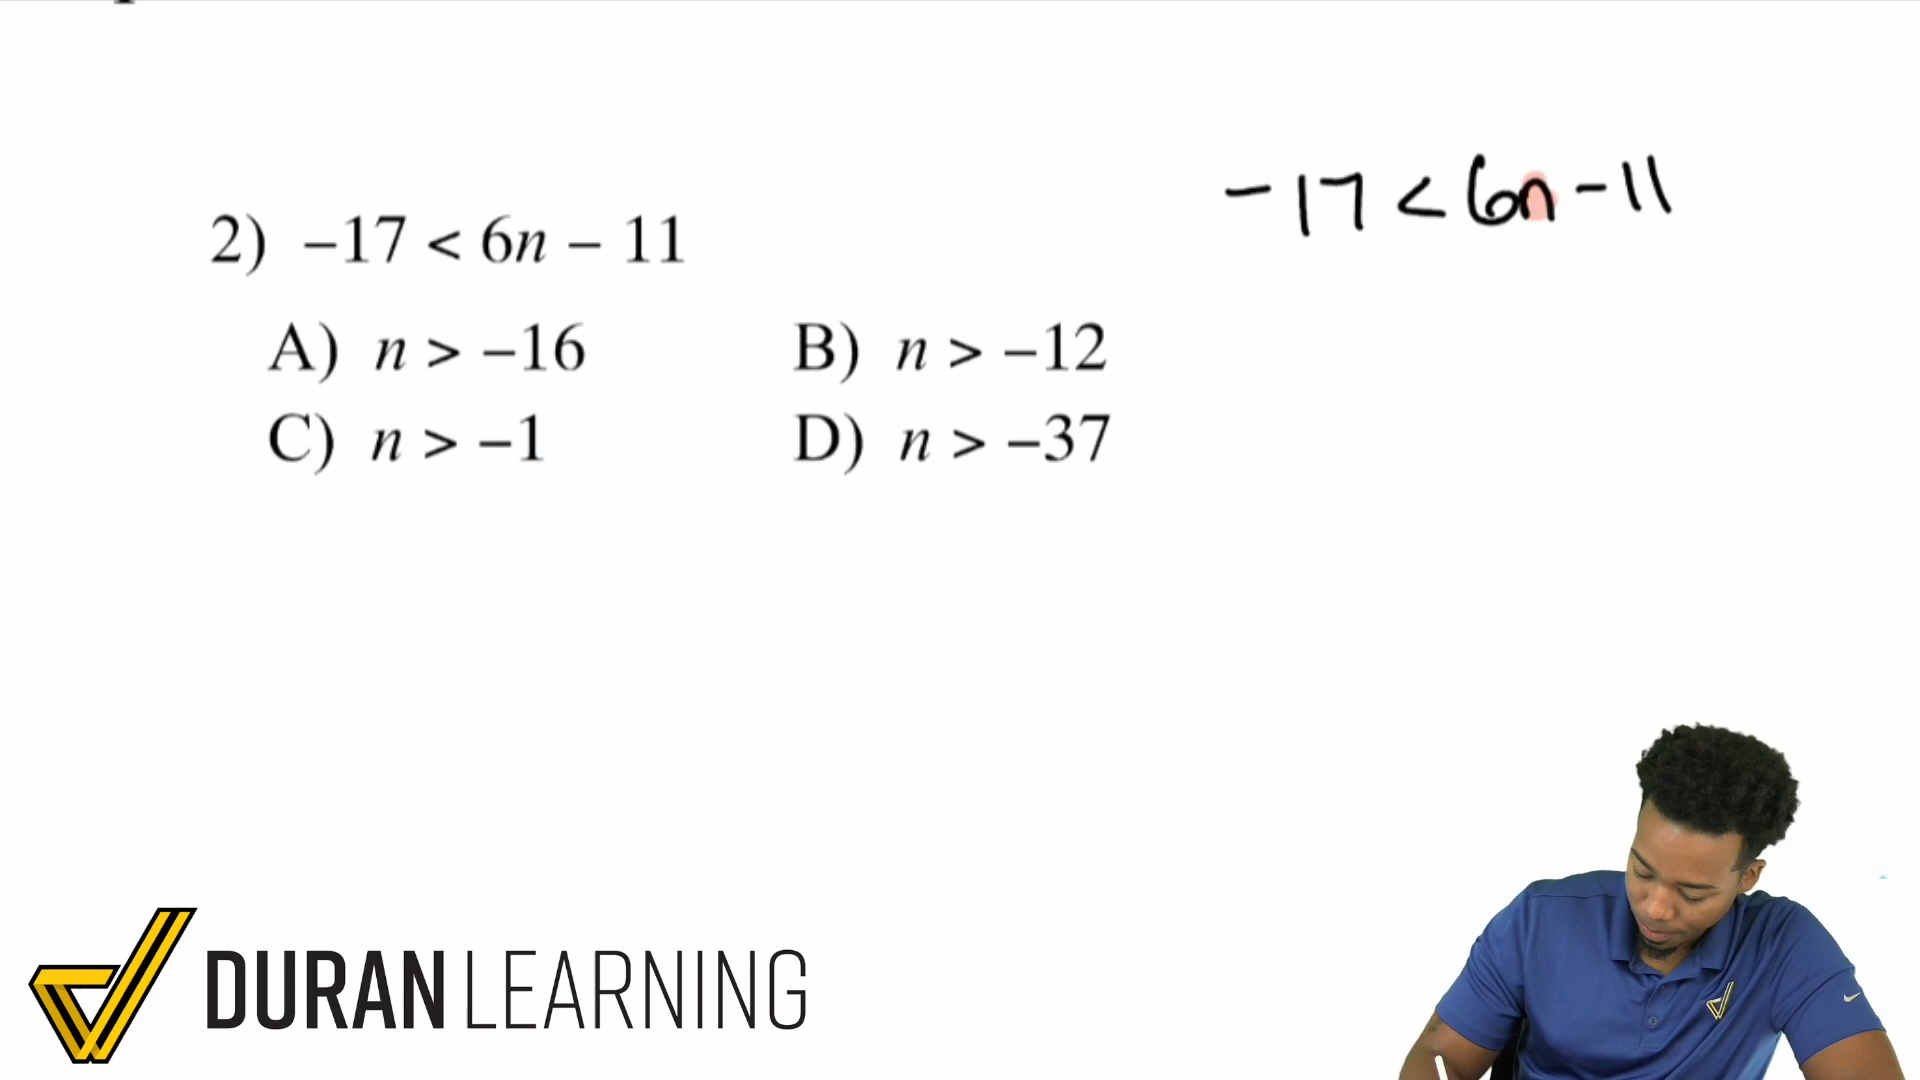 -17 < 6n - 11
2) –17 < 6n – 11
A) n > –16
B) n > –12
C) n > –1
D) n > –37
DURAN LEARNING